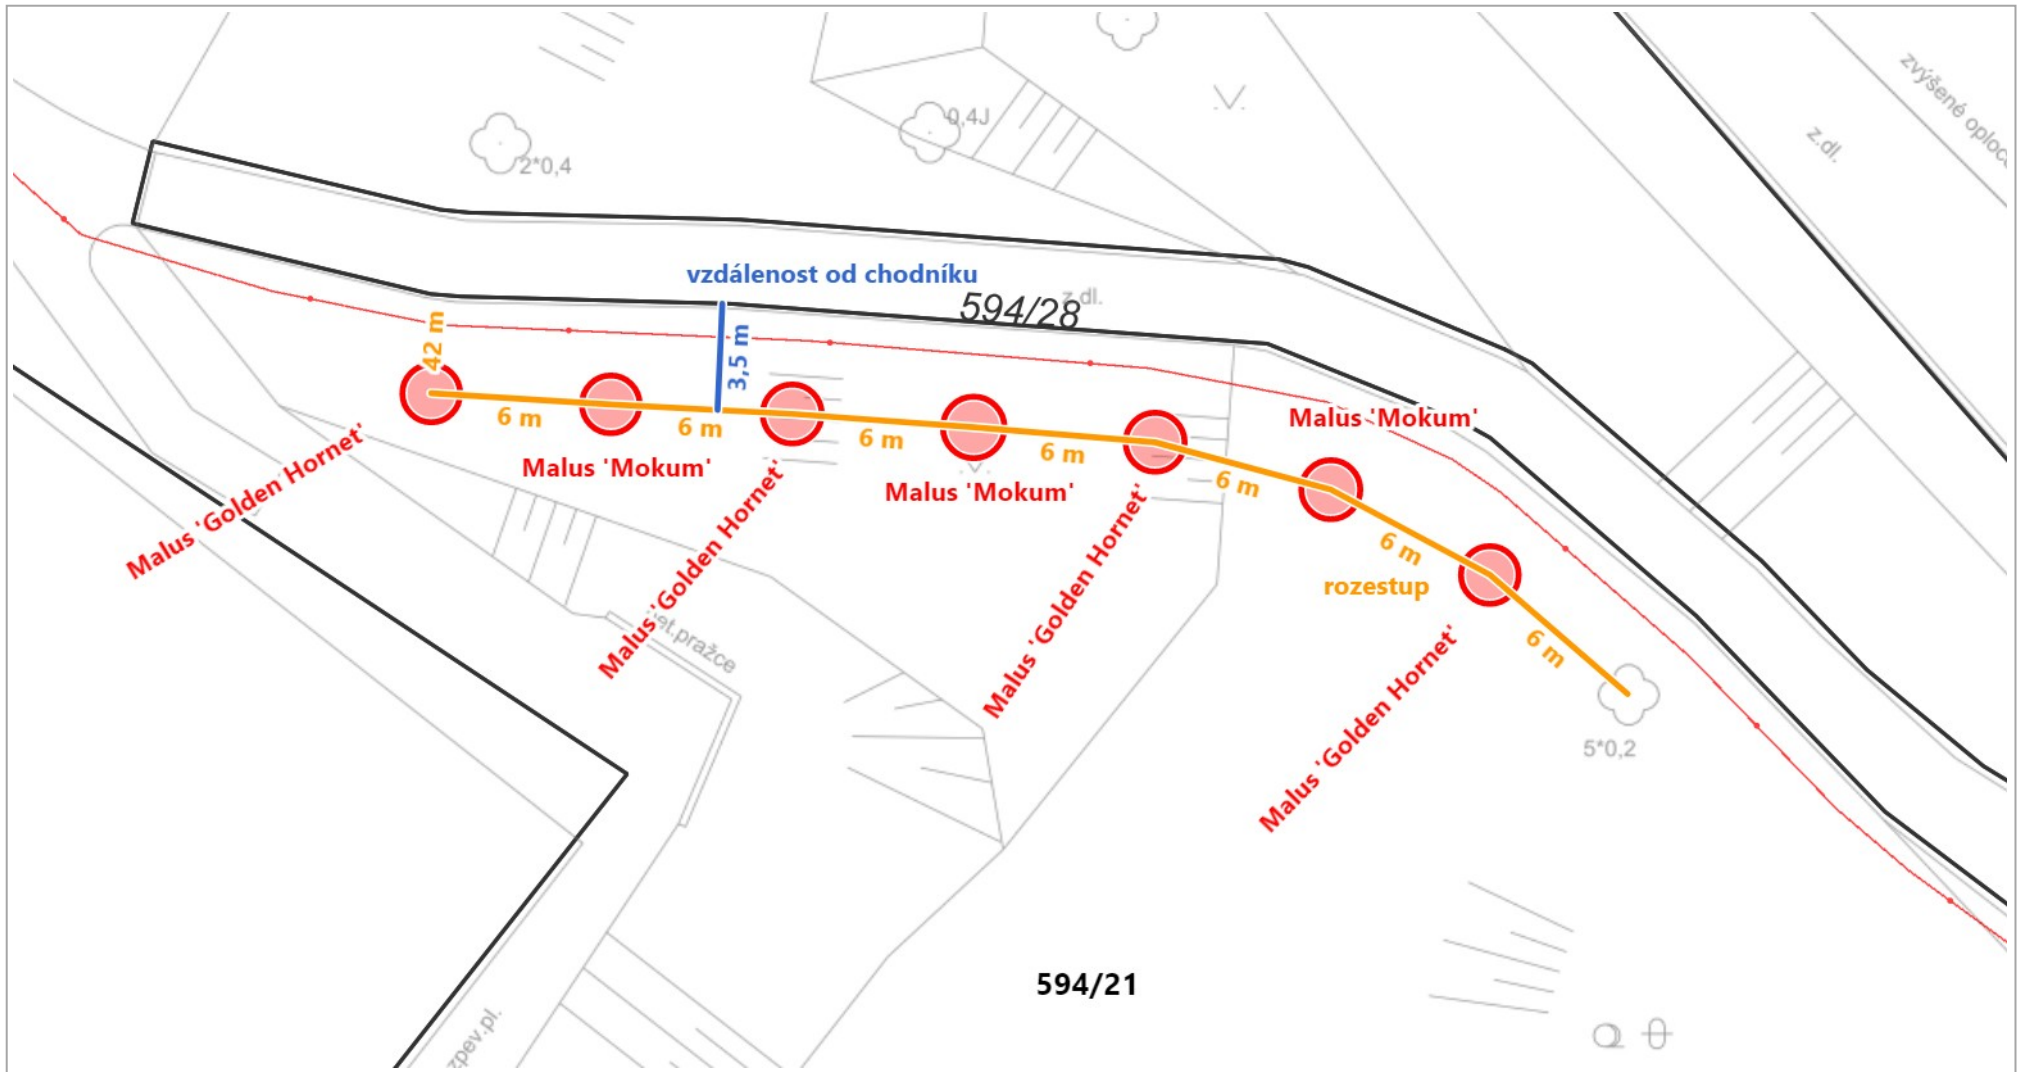 zvýšené oploc
z.dl.
0,4J
2*0,4
vzdálenost od chodníku
z.dl.
594/28
42 m
3,5 m
6 m
6 m
6 m
6 m
6 m
6 m
6 m
Malus 'Mokum'
Malus 'Golden Hornet'
Malus 'Mokum'
Malus 'Golden Hornet'
Malus 'Mokum'
Malus 'Golden Hornet'
rozestup
Malus 'Golden Hornet'
et.pražce
5*0,2
594/21
zpev.pl.